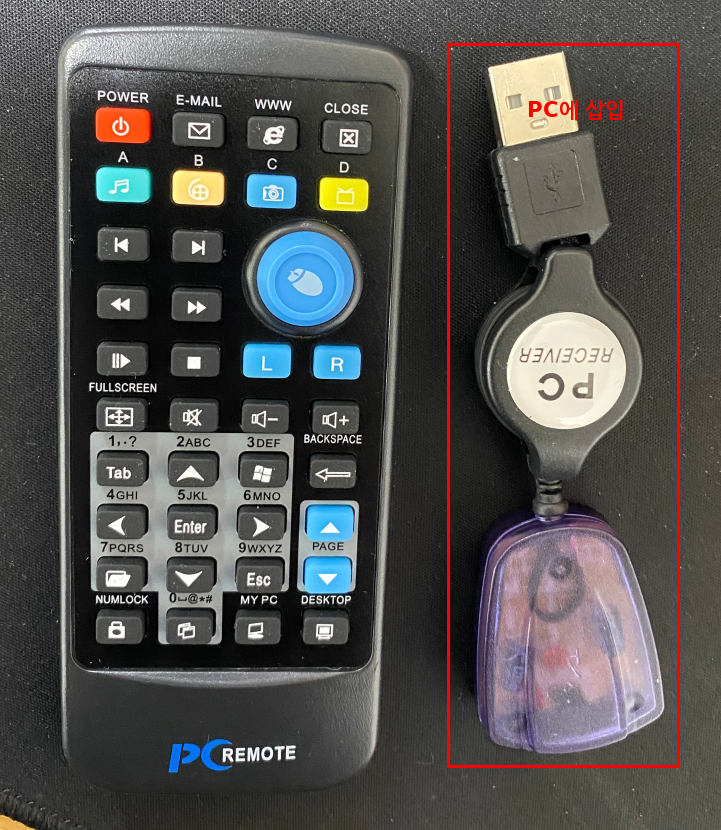 POWER E-MAIL WWW CLOSE
A B C D
L R
FULLSCREEN
1,.? 2ABC 3DEF BACKSPACE
Tab
4GHI 5JKL 6MNO
Enter
7PQRS 8TUV 9WXYZ PAGE
Esc
NUMLOCK 0⌴@*# MY PC DESKTOP
PC REMOTE
PC에 삽입
PC
RECEIVER